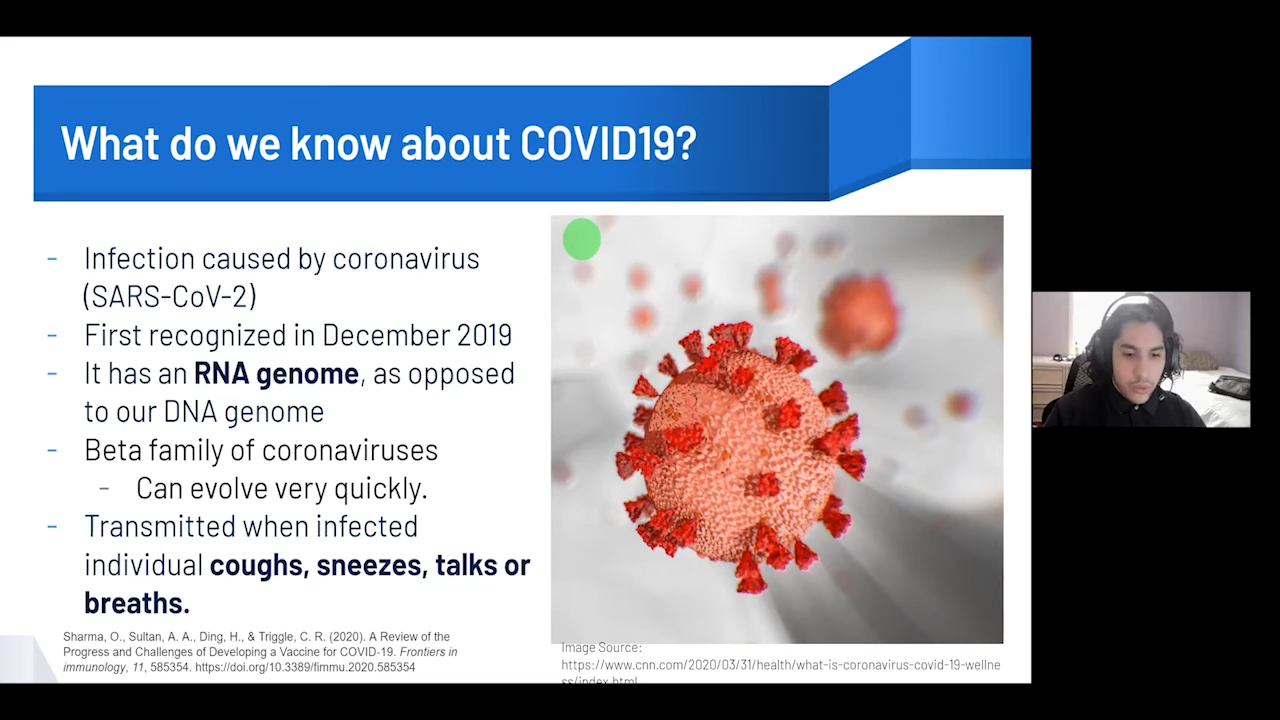 What do we know about COVID19?
- Infection caused by coronavirus
(SARS-CoV-2)
- First recognized in December 2019
- It has an RNA genome, as opposed
to our DNA genome
- Beta family of coronaviruses
- Can evolve very quickly.
- Transmitted when infected
individual coughs, sneezes, talks or
breaths.
Sharma, O., Sultan, A. A., Ding, H., & Triggle, C. R. (2020). A Review of the
Progress and Challenges of Developing a Vaccine for COVID-19. Frontiers in
immunology, 11, 585354. https://doi.org/10.3389/fimmu.2020.585354
Image Source:
https://www.cnn.com/2020/03/31/health/what-is-coronavirus-covid-19-wellne
ss/index.html